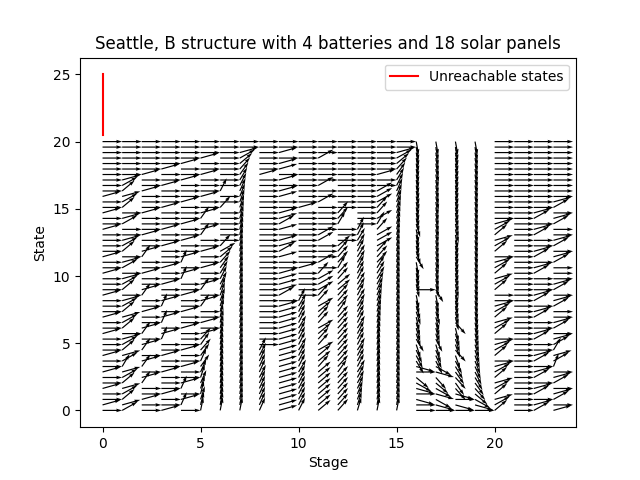 Seattle, B structure with 4 batteries and 18 solar panels
Unreachable states
25
20
15
10
5
0
State
0 5 10 15 20
Stage